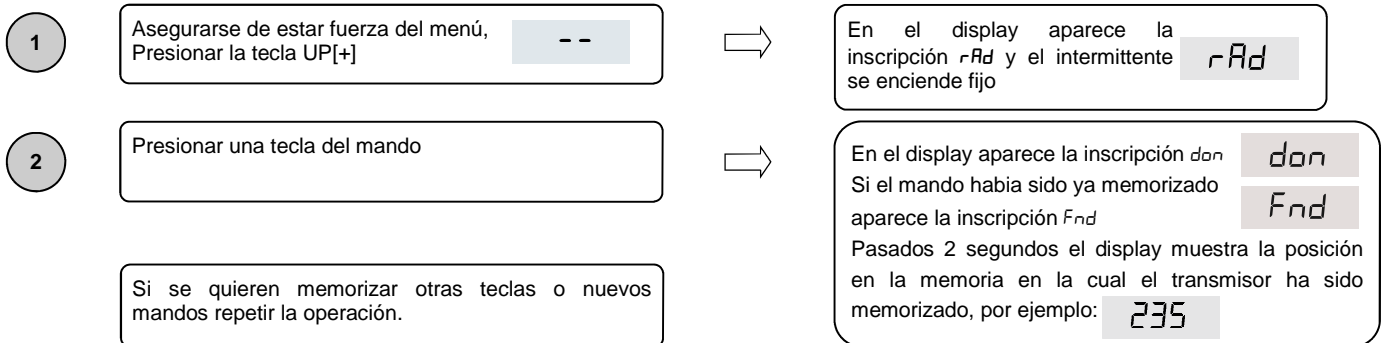 1
Asegurarse de estar fuerza del menú,
Presionar la tecla UP[+]
--
En el display aparece la
inscripción rAd y el intermittente
se enciende fijo
rAd
2
Presionar una tecla del mando
En el display aparece la inscripción don
don
Si el mando habia sido ya memorizado
aparece la inscripción Fnd
Fnd
Pasados 2 segundos el display muestra la posición
en la memoria en la cual el transmisor ha sido
memorizado, por ejemplo: 235
Si se quieren memorizar otras teclas o nuevos
mandos repetir la operación.